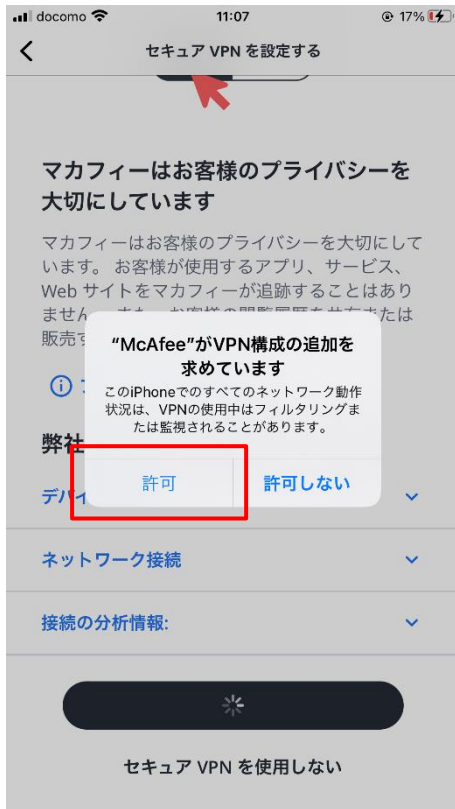 docomo 11:07 17%
セキュア VPN を設定する
マカフィーはお客様のプライバシーを
大切にしています
マカフィーはお客様のプライバシーを大切にして
います。 お客様が使用するアプリ、サービス、
Web サイトをマカフィーが追跡することはあり
ません
販売
“McAfee”がVPN構成の追加を
求めています
このiPhoneでのすべてのネットワーク動作
状況は、VPNの使用中はフィルタリングま
たは監視されることがあります。
弊社
許可 許可しない
デバイ
ネットワーク接続
接続の分析情報:
セキュア VPN を使用しない